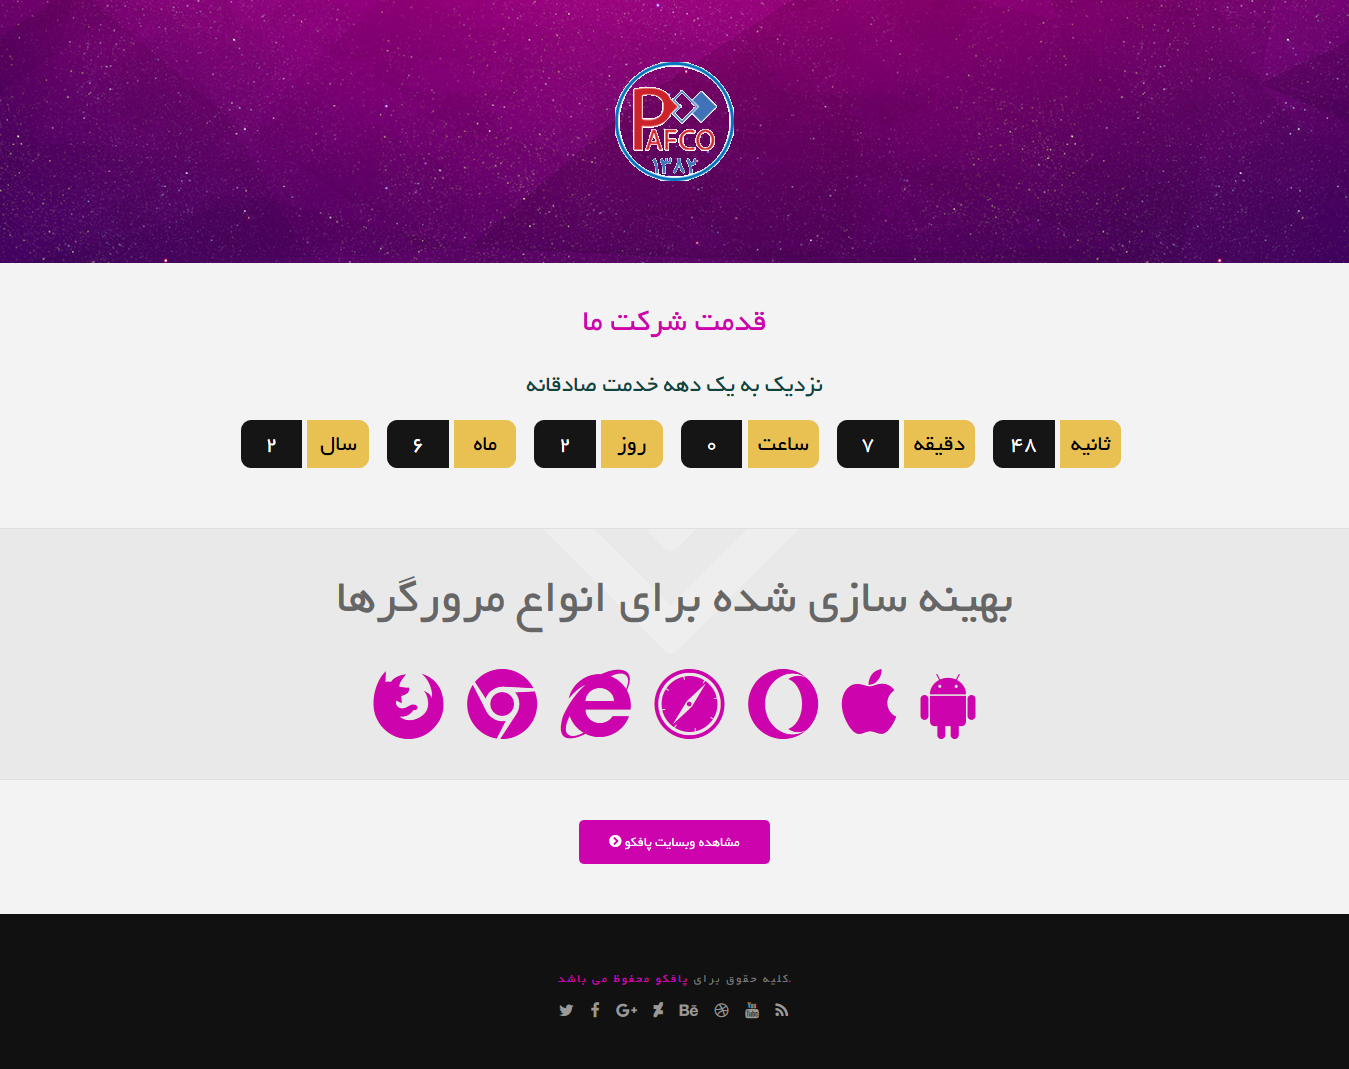 PAFCO
۱۳۸۲
قدمت شرکت ما
نزدیک به یک دهه خدمت صادقانه
ثانیه ۴۸ دقیقه ۷ ساعت ۰ روز ۲ ماه ۶ سال ۲
بهینه سازی شده برای انواع مرورگرها
مشاهده وبسایت پافکو
کلیه حقوق برای پافکو محفوظ می باشد.